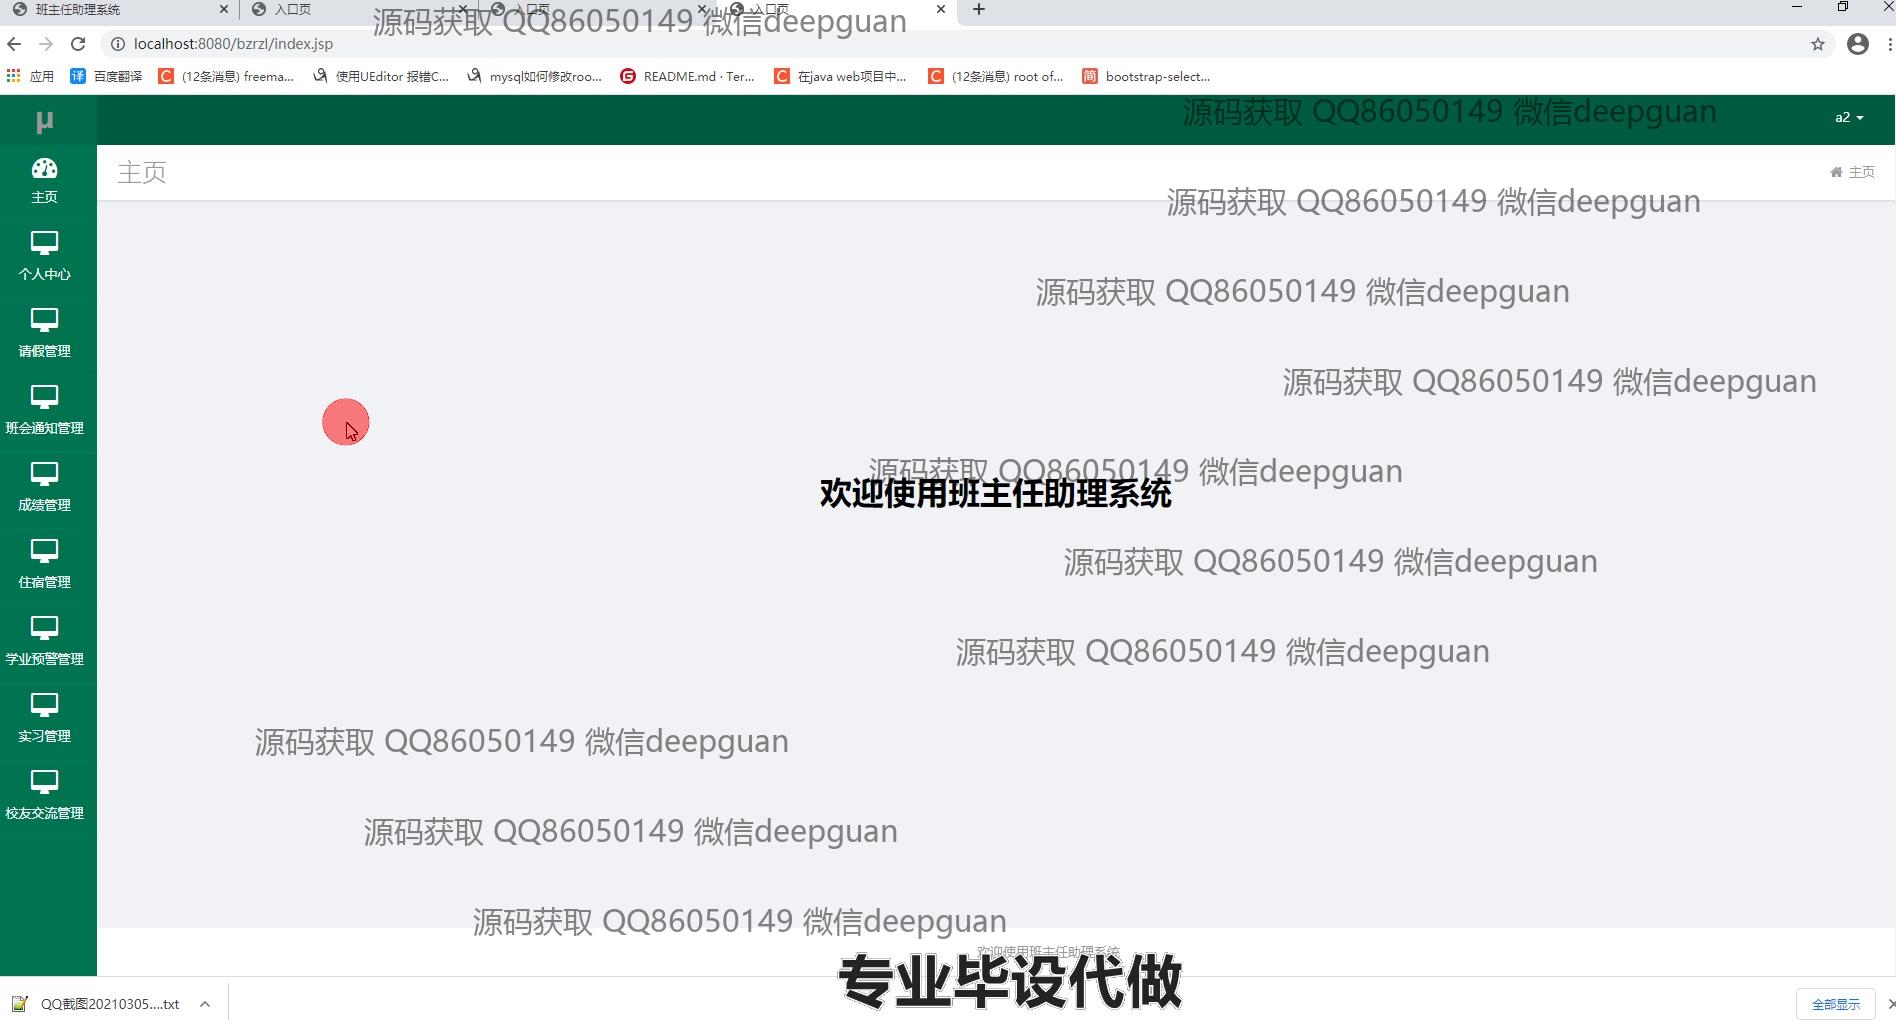 班主任助理系统 入口页 入口页 入口页
源码获取 QQ86050149 微信deepguan
localhost:8080/bzrzl/index.jsp
应用 百度翻译 (12条消息) freema... 使用UEditor 报错C... mysql如何修改roo... README.md · Ter... 在java web项目中... (12条消息) root of... bootstrap-select...
μ
源码获取 QQ86050149 微信deepguan
a2
主页
主页
主页
源码获取 QQ86050149 微信deepguan
个人中心
源码获取 QQ86050149 微信deepguan
请假管理
源码获取 QQ86050149 微信deepguan
班会通知管理
源码获取 QQ86050149 微信deepguan
欢迎使用班主任助理系统
成绩管理
源码获取 QQ86050149 微信deepguan
住宿管理
源码获取 QQ86050149 微信deepguan
学业预警管理
实习管理
源码获取 QQ86050149 微信deepguan
校友交流管理
源码获取 QQ86050149 微信deepguan
源码获取 QQ86050149 微信deepguan
欢迎使用班主任助理系统
专业毕设代做
QQ截图20210305....txt
全部显示